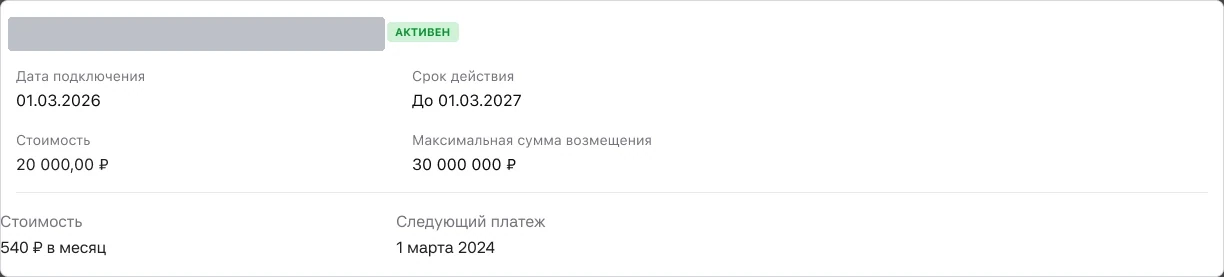 АКТИВЕН
Дата подключения Срок действия
01.03.2026 До 01.03.2027
Стоимость Максимальная сумма возмещения
20 000,00 ₽ 30 000 000 ₽
Стоимость Следующий платеж
540 ₽ в месяц 1 марта 2024